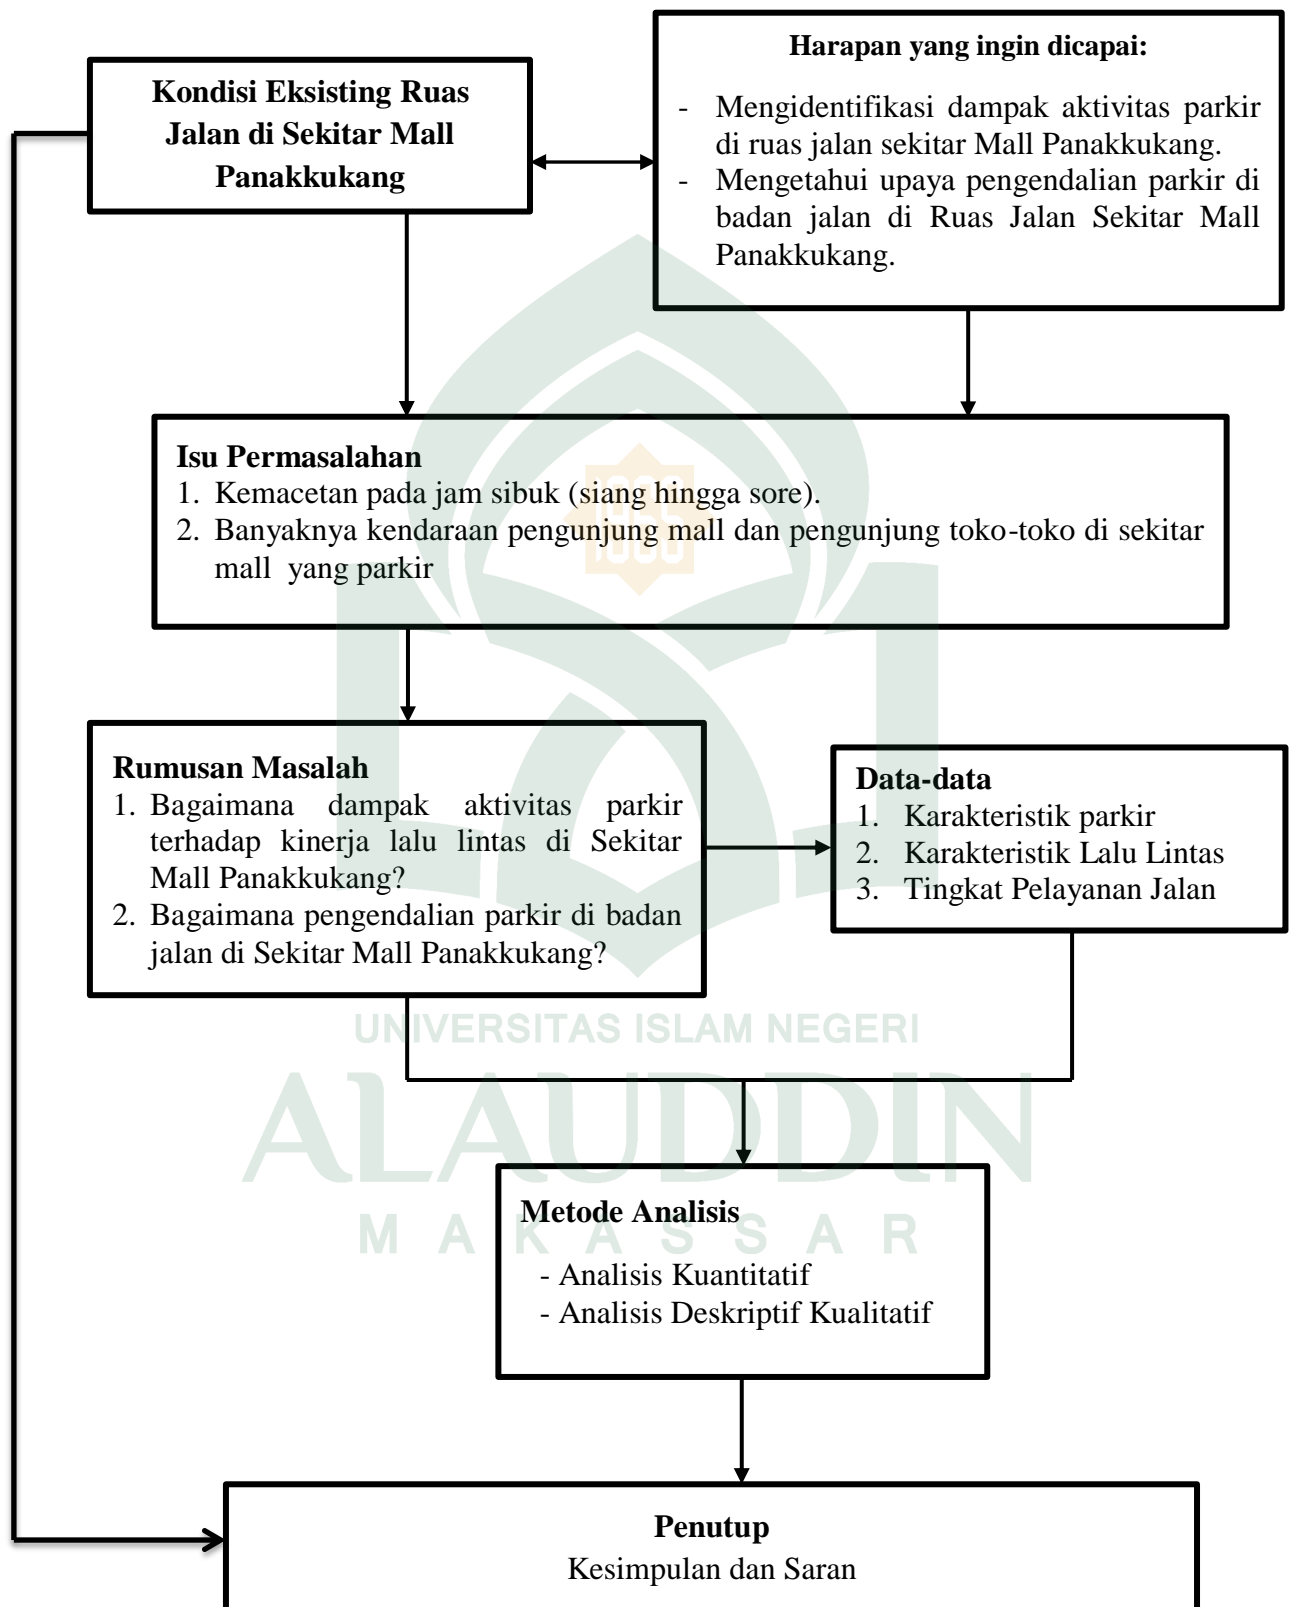 Harapan yang ingin dicapai:
- Mengidentifikasi dampak aktivitas parkir
di ruas jalan sekitar Mall Panakkukang.
- Mengetahui upaya pengendalian parkir di
badan jalan di Ruas Jalan Sekitar Mall
Panakkukang.
Kondisi Eksisting Ruas
Jalan di Sekitar Mall
Panakkukang
Isu Permasalahan
1. Kemacetan pada jam sibuk (siang hingga sore).
2. Banyaknya kendaraan pengunjung mall dan pengunjung toko-toko di sekitar
mall yang parkir
1965
Rumusan Masalah
1. Bagaimana dampak aktivitas parkir
terhadap kinerja lalu lintas di Sekitar
Mall Panakkukang?
2. Bagaimana pengendalian parkir di badan
jalan di Sekitar Mall Panakkukang?
Data-data
1. Karakteristik parkir
2. Karakteristik Lalu Lintas
3. Tingkat Pelayanan Jalan
UNIVERSITAS ISLAM NEGERI
ALAUDDIN
MAKASSAR
Metode Analisis
- Analisis Kuantitatif
- Analisis Deskriptif Kualitatif
Penutup
Kesimpulan dan Saran